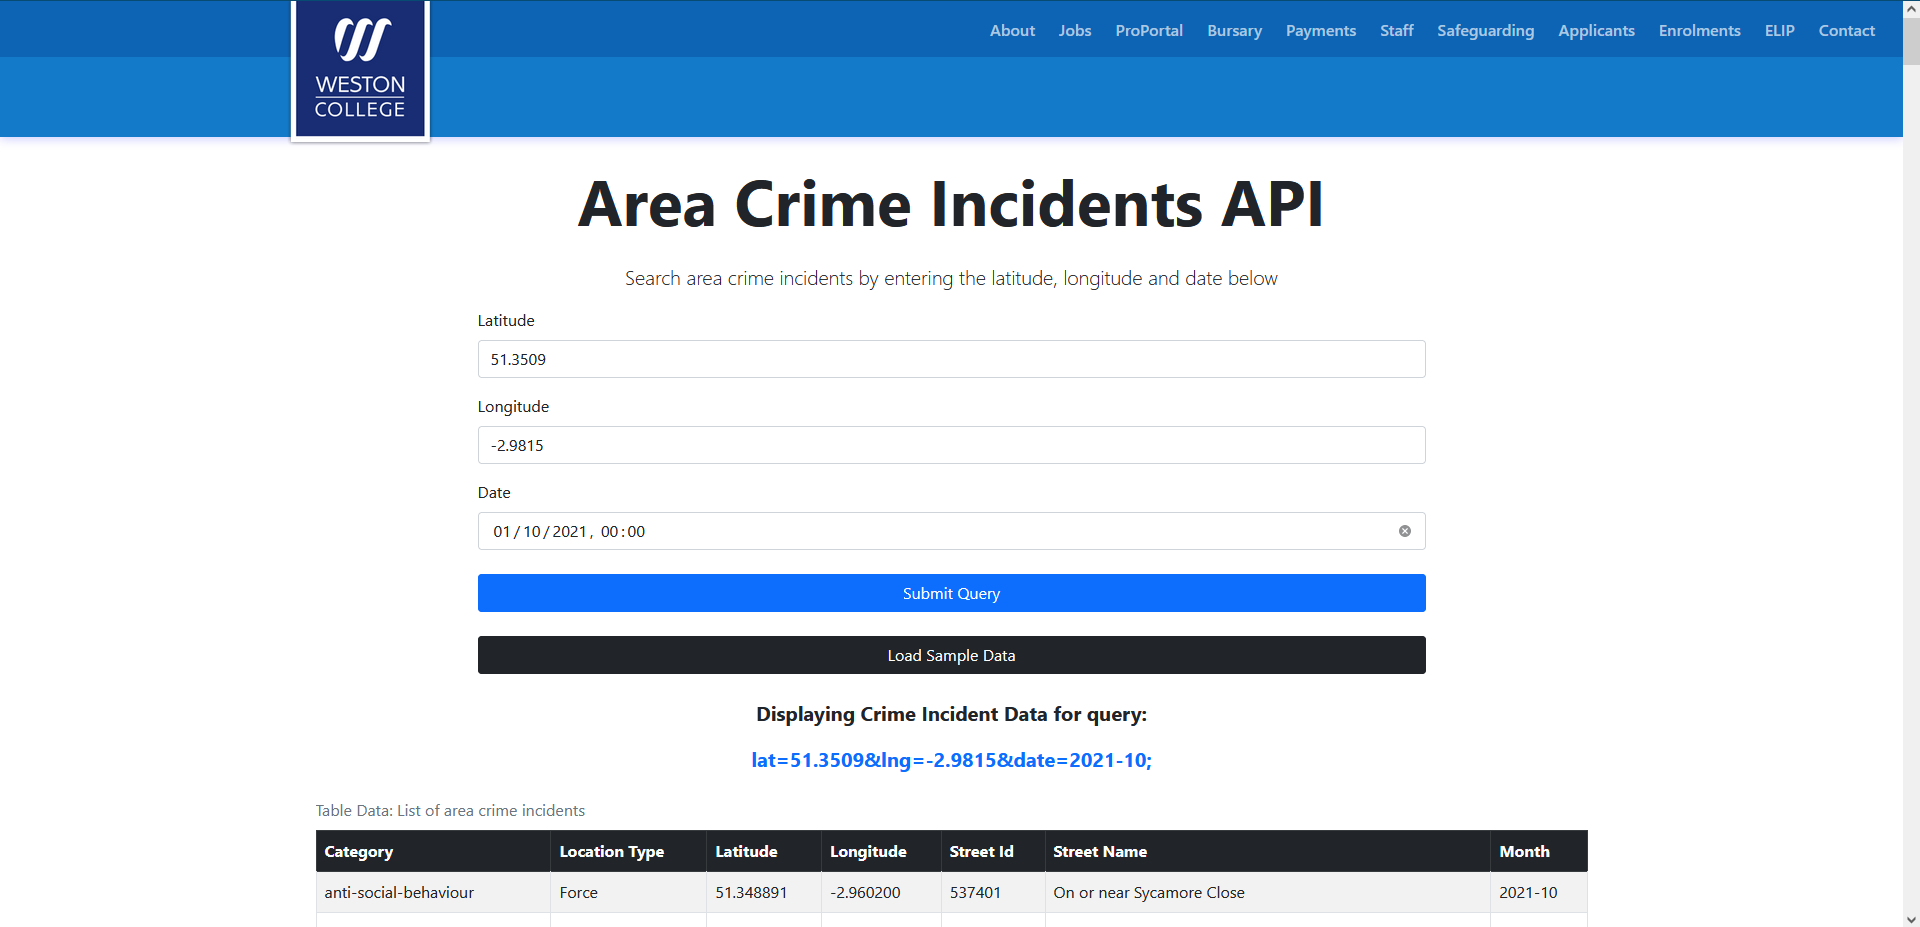 WESTON
COLLEGE
About Jobs ProPortal Bursary Payments Staff Safeguarding Applicants Enrolments ELIP Contact
Area Crime Incidents API
Search area crime incidents by entering the latitude, longitude and date below
Latitude
51.3509
Longitude
-2.9815
Date
01/10/2021, 00:00
Submit Query
Load Sample Data
Displaying Crime Incident Data for query:
lat=51.3509&lng=-2.9815&date=2021-10;
Table Data: List of area crime incidents
Category Location Type Latitude Longitude Street Id Street Name Month
anti-social-behaviour Force 51.348891 -2.960200 537401 On or near Sycamore Close 2021-10